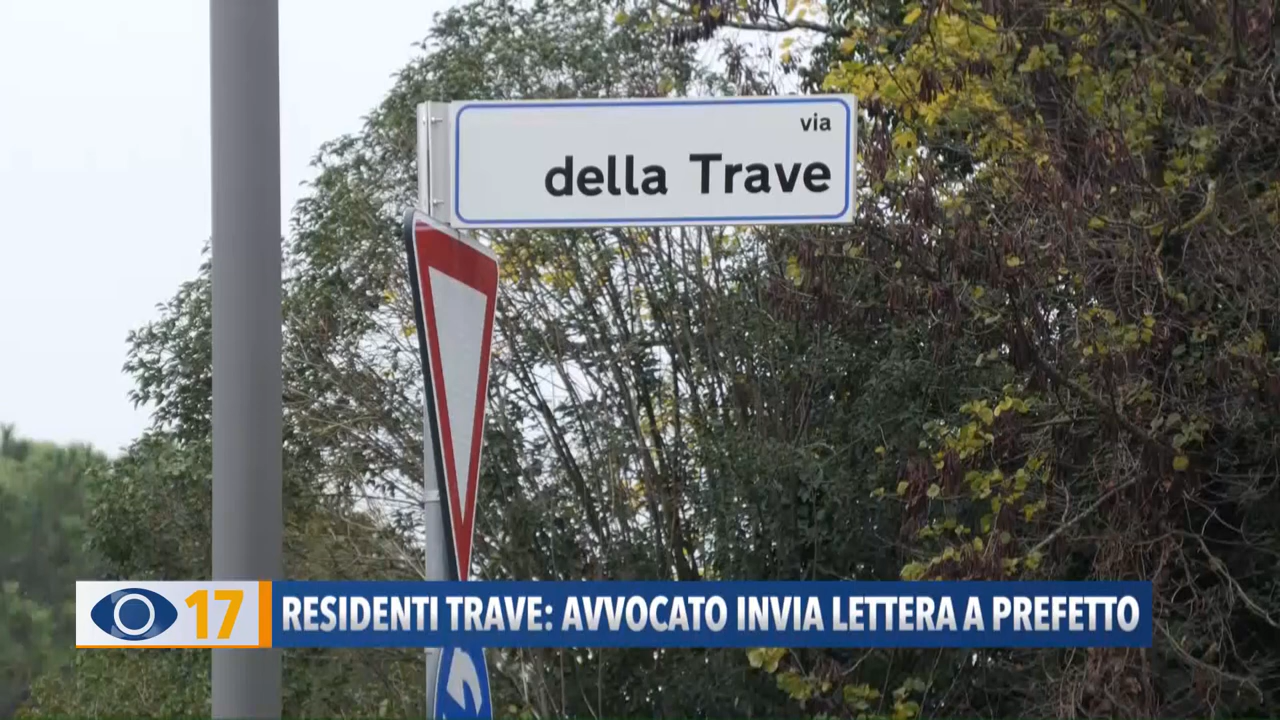 via
della Trave
17 RESIDENTI TRAVE: AVVOCATO INVIA LETTERA A PREFETTO